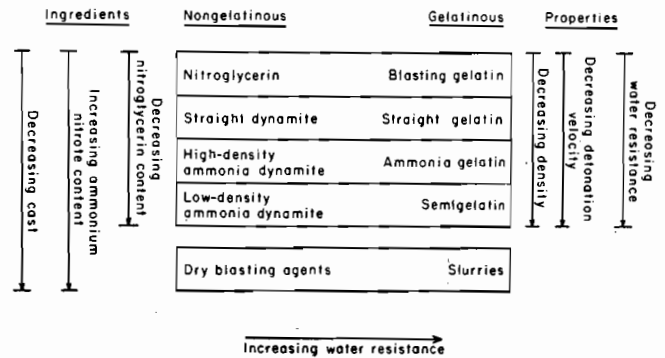 Ingredients
Nongelatinous
Gelatinous
Properties
Decreasing cast
Increasing ammonium
nitrate content
Decreasing
nitroglycerin content
Nitroglycerin
Blasting gelatin
Straight dynamite
Straight gelatin
High-density
ammonia dynamite
Ammonia gelatin
Low-density
ammonia dynamite
Semigelatin
Dry blasting agents
Slurries
Decreasing density
Decreasing detonation
velocity
Decreasing
water resistance
Increasing water resistance